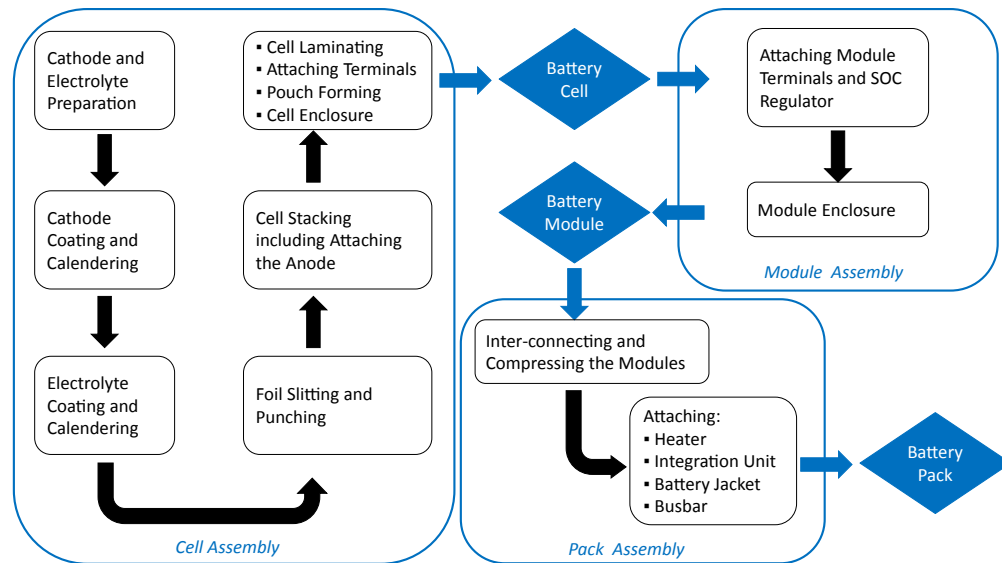 Cathode and
Electrolyte
Preparation
Cathode
Coating and
Calendering
Electrolyte
Coating and
Calendering
Foil Slitting and
Punching
Cell Stacking
including Attaching
the Anode
▪ Cell Laminating
▪ Attaching Terminals
▪ Pouch Forming
▪ Cell Enclosure
Cell Assembly
Battery
Cell
Attaching Module
Terminals and SOC
Regulator
Module Enclosure
Module Assembly
Battery
Module
Inter-connecting and
Compressing the Modules
Attaching:
▪ Heater
▪ Integration Unit
▪ Battery Jacket
▪ Busbar
Pack Assembly
Battery
Pack